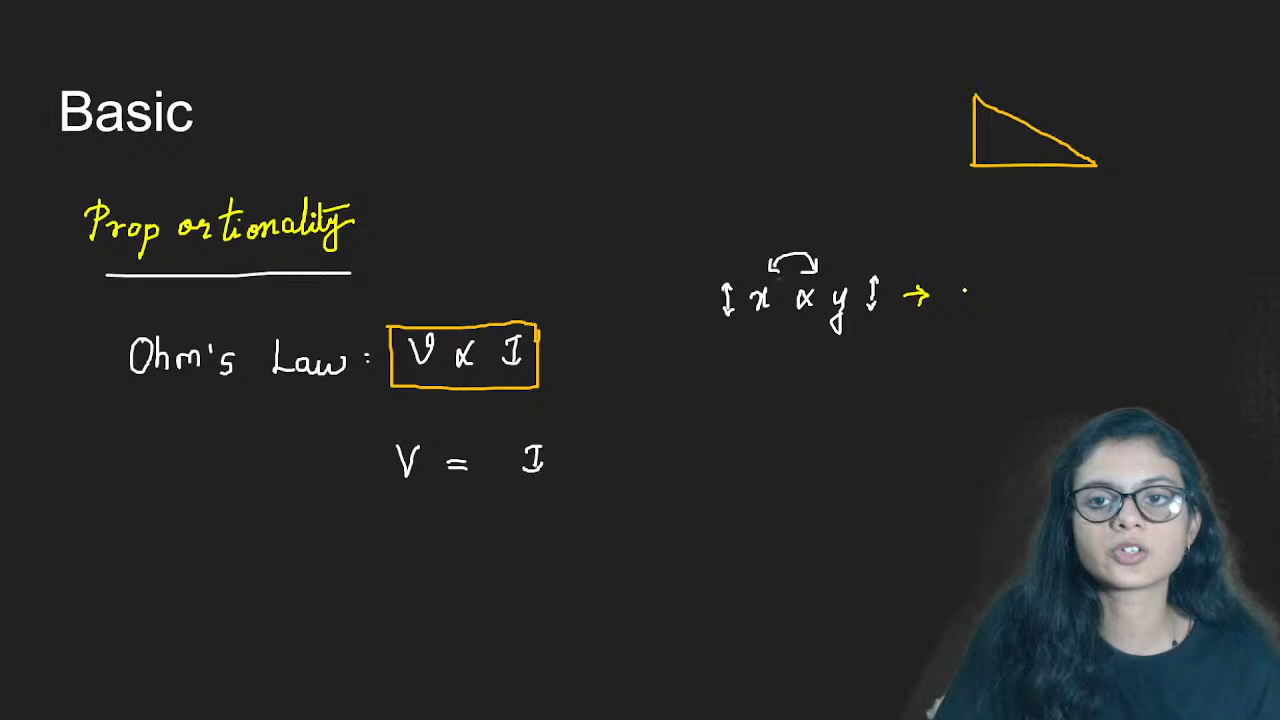 Basic
Proportionality
Ohm's Law : V ∝ I
V = I
↕ x ∝ y ↕ →